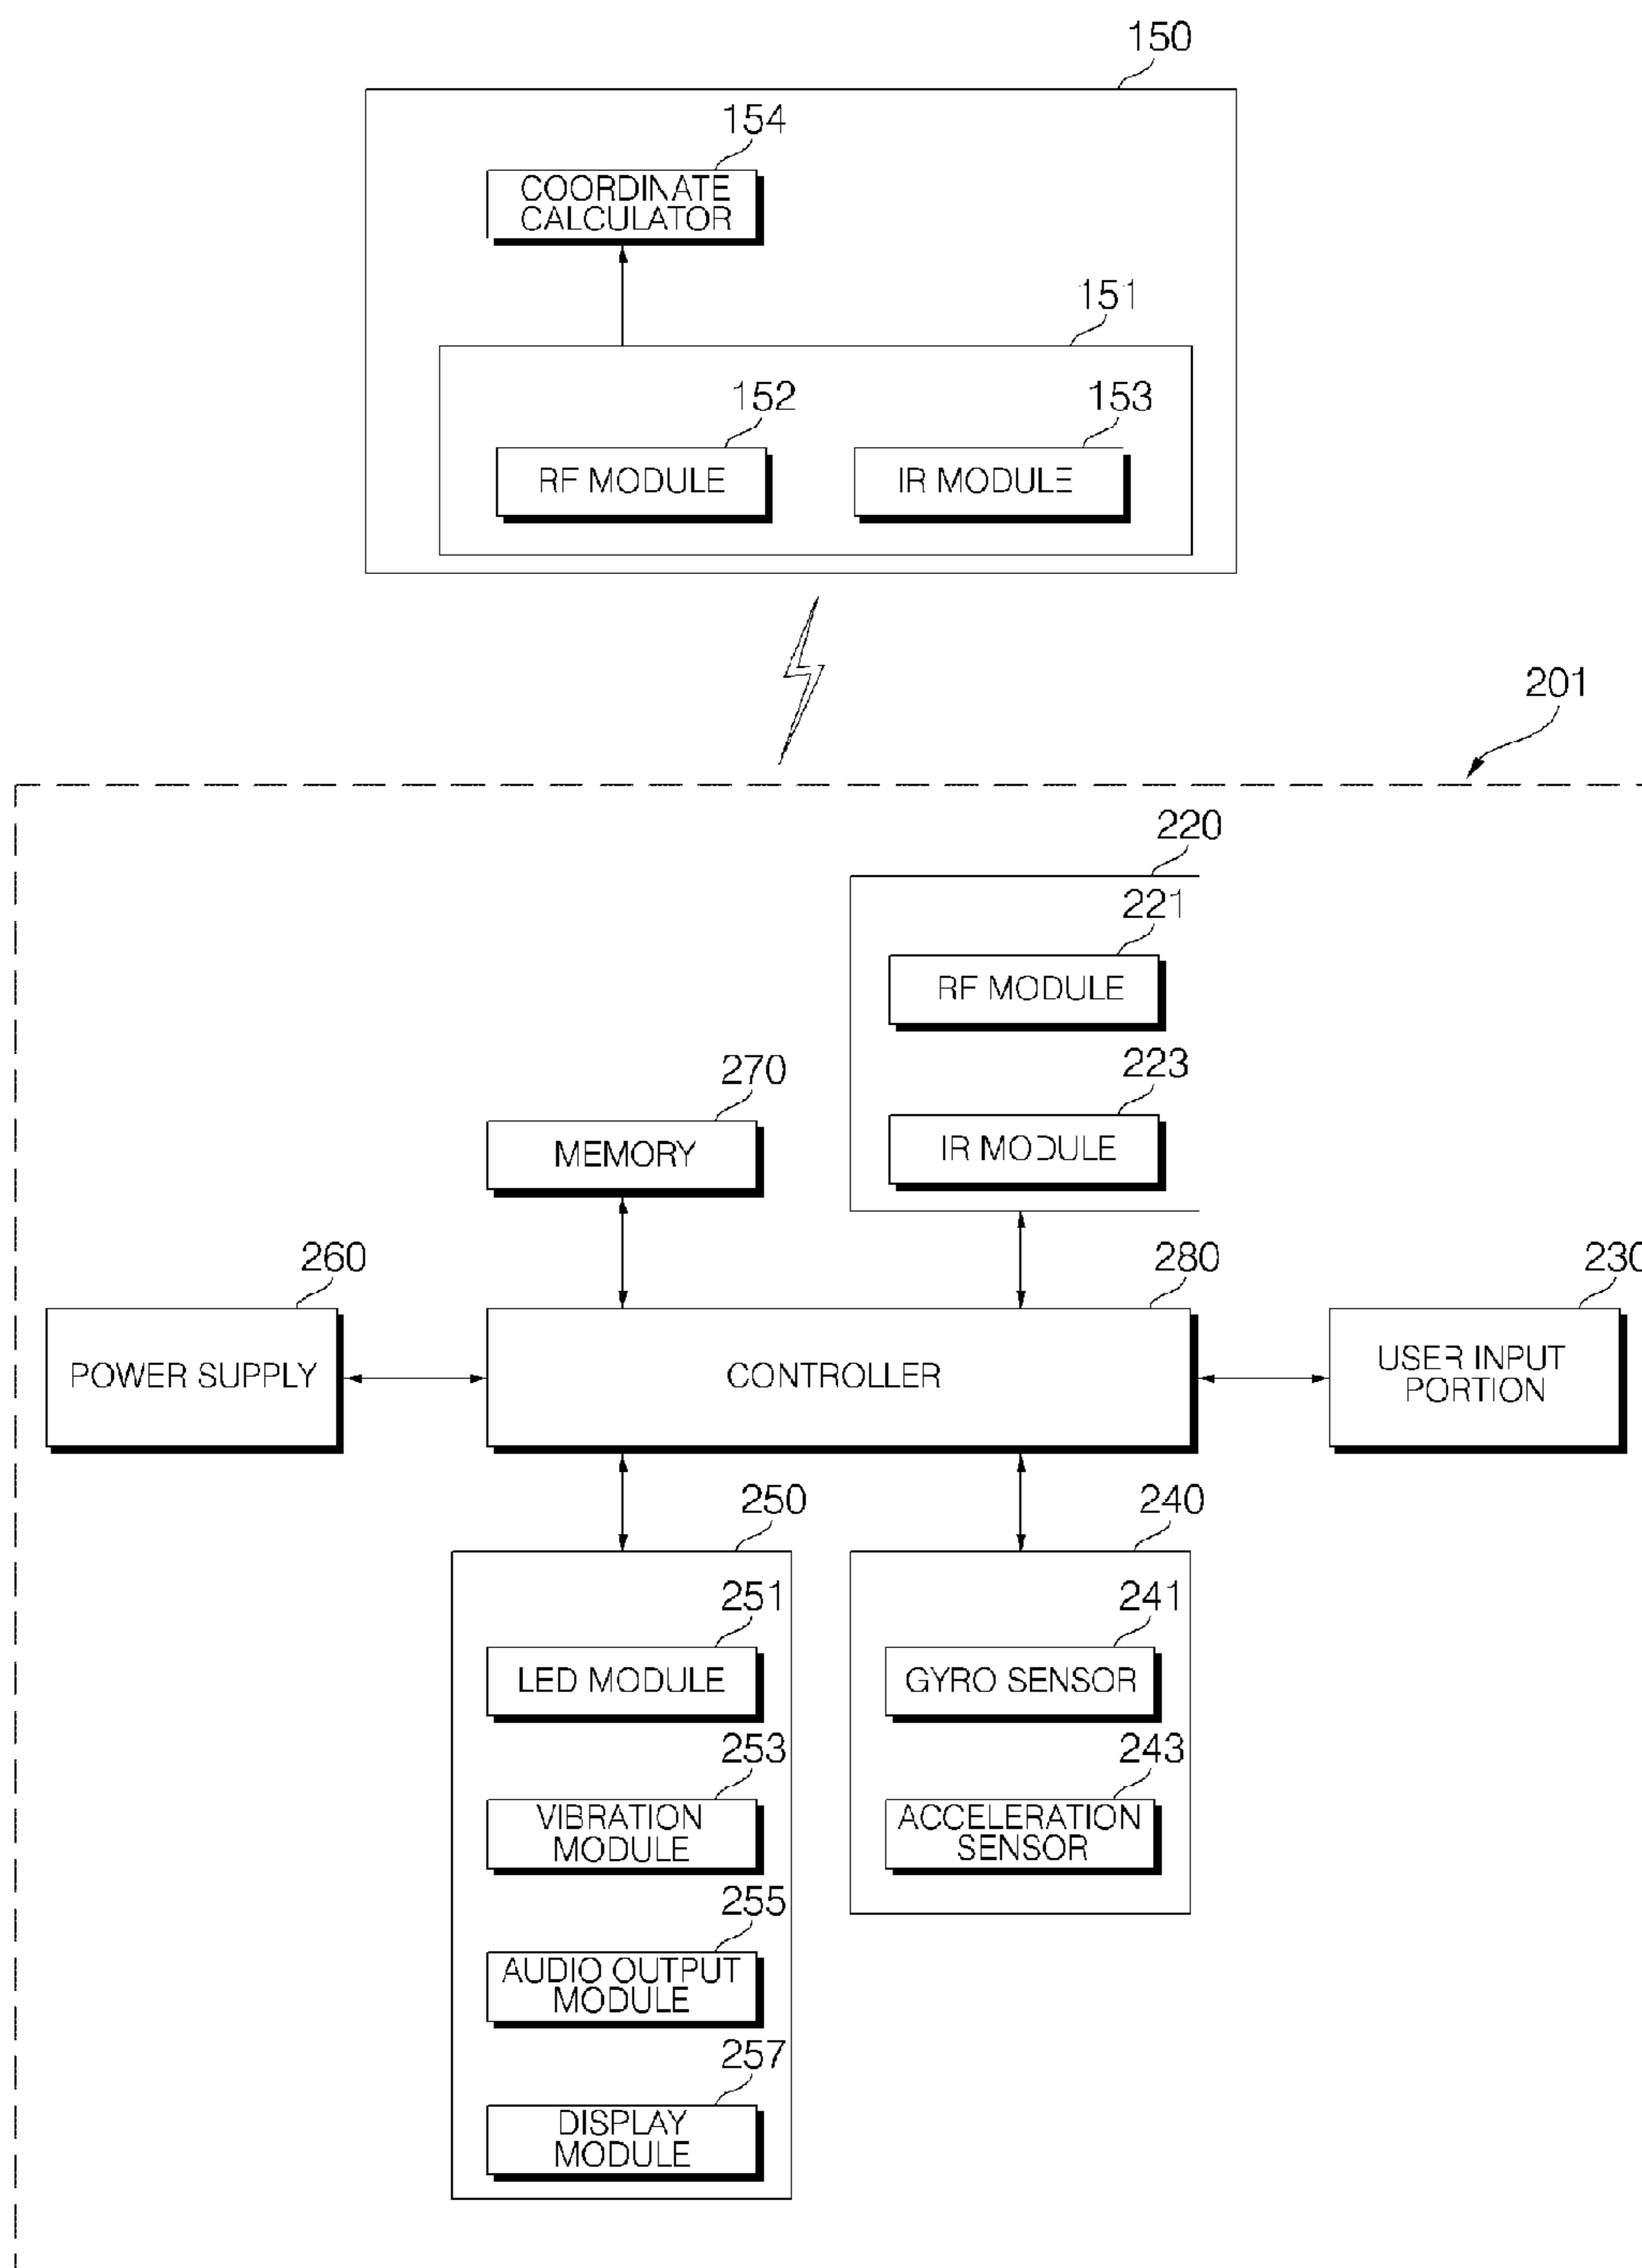 150
154
COORDINATE
CALCULATOR
151
152
153
RF MODULE
IR MODULE
201
220
221
RF MODULE
223
IR MODULE
270
MEMORY
260
280
230
POWER SUPPLY
CONTROLLER
USER INPUT
PORTION
250
240
251
241
LED MODULE
GYRO SENSOR
253
243
VIBRATION
MODULE
ACCELERATION
SENSOR
255
AUDIO OUTPUT
MODULE
257
DISPLAY
MODULE